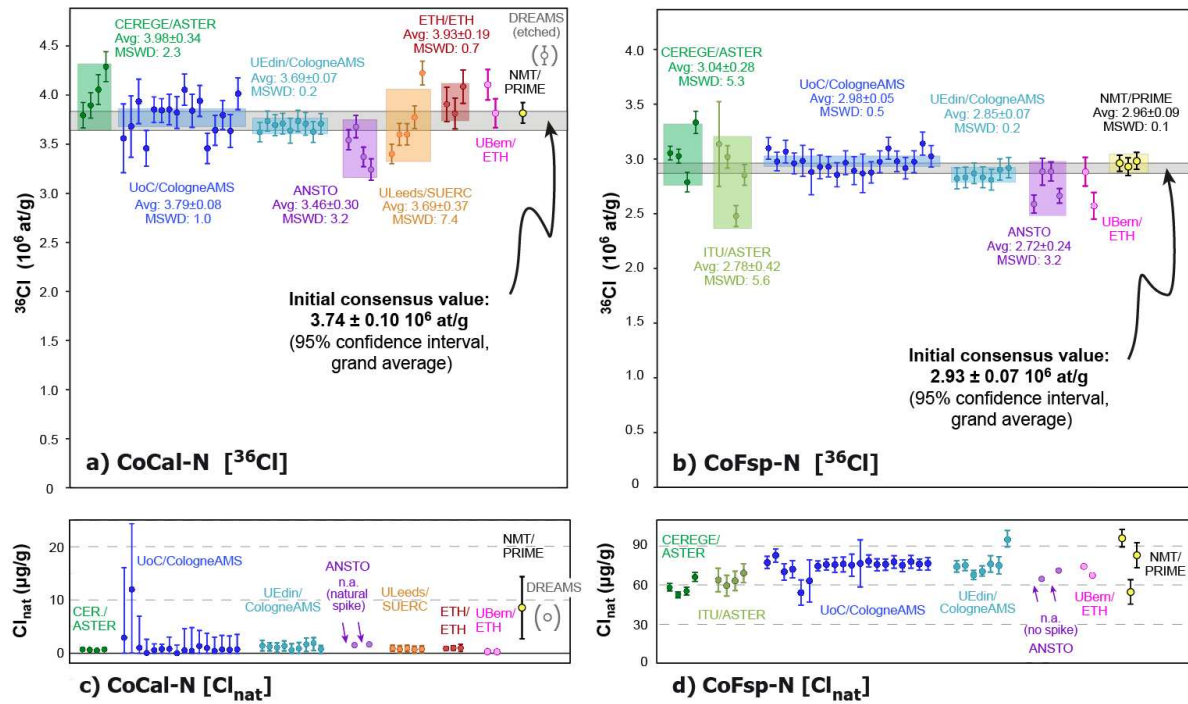 CEREGE/ASTER
Avg: 3.98±0.34
MSWD: 2.3
UEdin/CologneAMS
Avg: 3.69±0.07
MSWD: 0.2
ETH/ETH
Avg: 3.93±0.19
MSWD: 0.7
DREAMS
(etched)
NMT/
PRIME
UBern/
ETH
UoC/CologneAMS
Avg: 3.79±0.08
MSWD: 1.0
ANSTO
Avg: 3.46±0.30
MSWD: 3.2
ULeeds/SUERC
Avg: 3.69±0.37
MSWD: 7.4
Initial consensus value:
3.74 ± 0.10 10⁶ at/g
(95% confidence interval,
grand average)
³⁶Cl (10⁶ at/g)
4.5
4.0
3.5
3.0
2.5
2.0
1.5
1.0
0.5
0
a) CoCal-N [³⁶Cl]
CEREGE/ASTER
Avg: 3.04±0.28
MSWD: 5.3
UoC/CologneAMS
Avg: 2.98±0.05
MSWD: 0.5
UEdin/CologneAMS
Avg: 2.85±0.07
MSWD: 0.2
NMT/PRIME
Avg: 2.96±0.09
MSWD: 0.1
ITU/ASTER
Avg: 2.78±0.42
MSWD: 5.6
ANSTO
Avg: 2.72±0.24
MSWD: 3.2
UBern/
ETH
Initial consensus value:
2.93 ± 0.07 10⁶ at/g
(95% confidence interval,
grand average)
³⁶Cl (10⁶ at/g)
4.0
3.5
3.0
2.5
2.0
1.5
1.0
0
b) CoFsp-N [³⁶Cl]
Clnat (µg/g)
20
10
0
CER./
ASTER
UoC/CologneAMS
UEdin/
CologneAMS
ANSTO
n.a.
(natural
spike)
ULeeds/
SUERC
ETH/
ETH
UBern/
ETH
NMT/
PRIME
DREAMS
c) CoCal-N [Clnat]
Clnat (µg/g)
90
60
30
0
CEREGE/
ASTER
ITU/ASTER
UoC/CologneAMS
UEdin/
CologneAMS
n.a.
(no spike)
ANSTO
UBern/
ETH
NMT/
PRIME
d) CoFsp-N [Clnat]